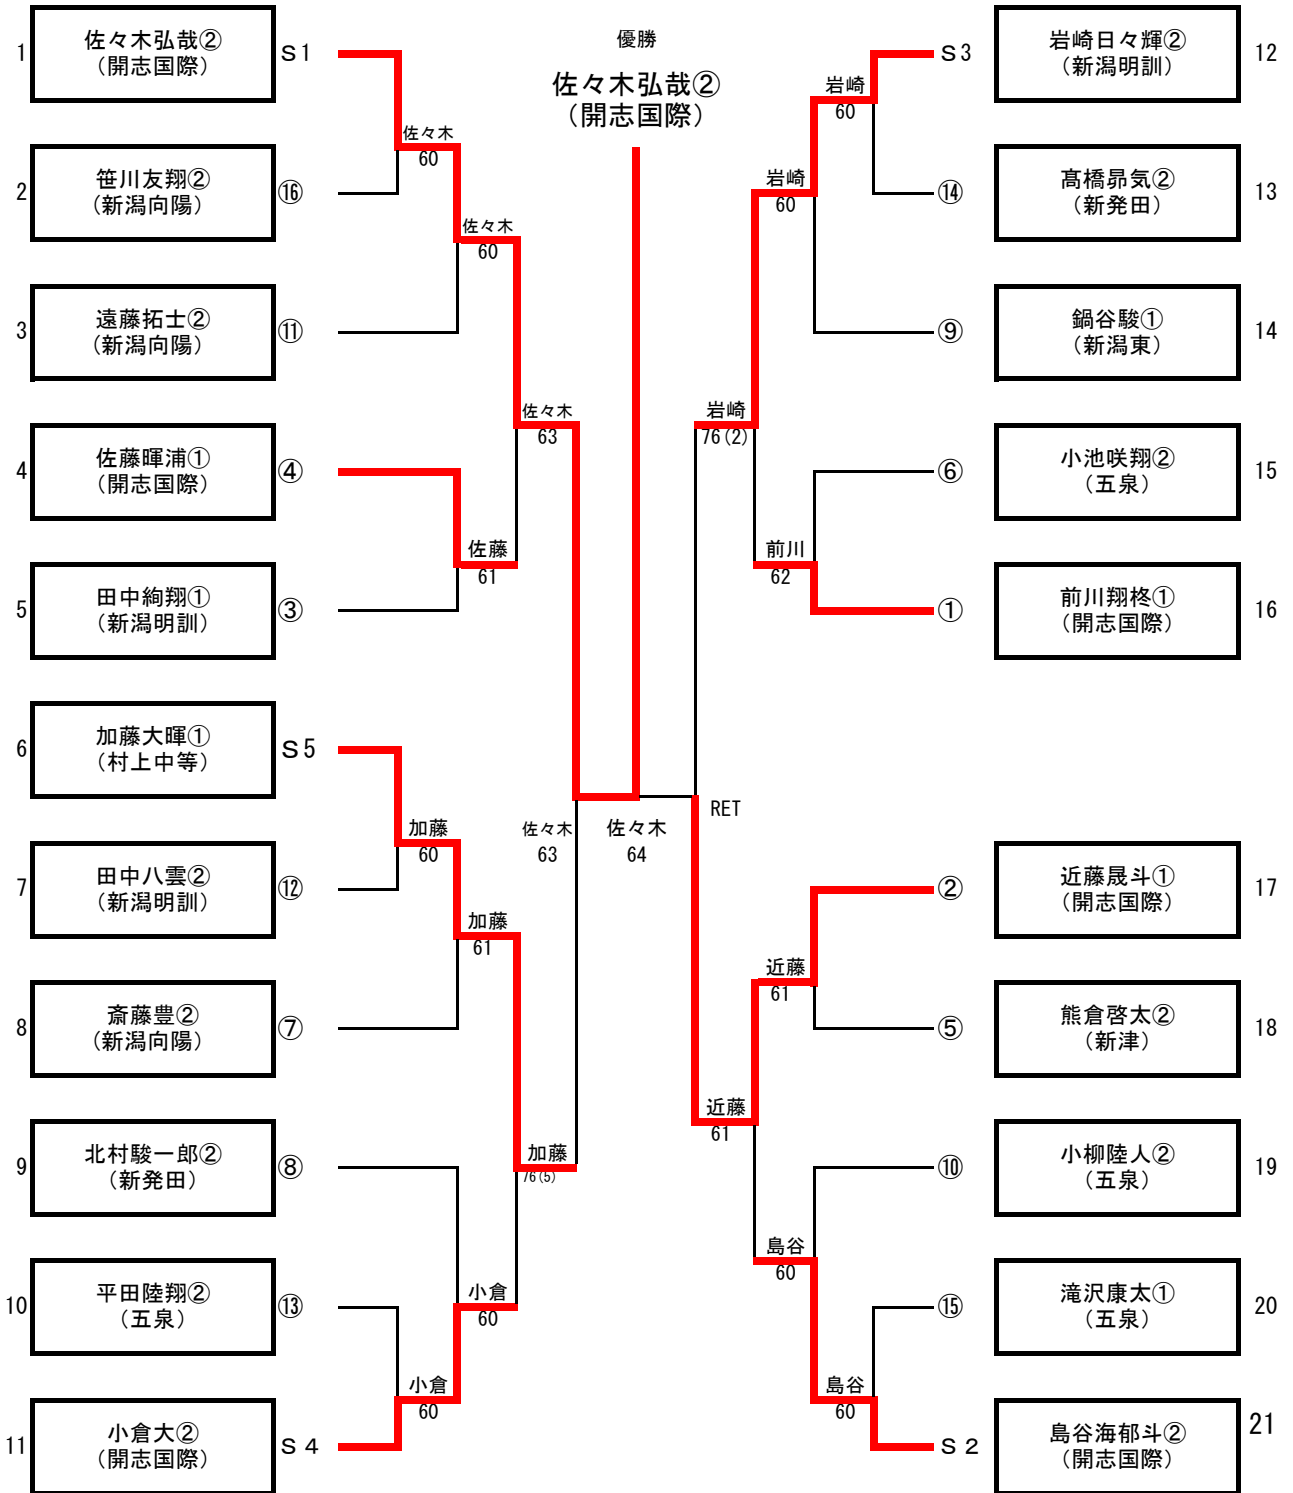 優勝
佐々木弘哉②
（開志国際）
1
佐々木弘哉②
（開志国際）
S1
2
笹川友翔②
（新潟向陽）
⑯
3
遠藤拓士②
（新潟向陽）
⑪
4
佐藤暉浦①
（開志国際）
④
5
田中絢翔①
（新潟明訓）
③
6
加藤大暉①
（村上中等）
S5
7
田中八雲②
（新潟明訓）
⑫
8
斎藤豊②
（新潟向陽）
⑦
9
北村駿一郎②
（新発田）
⑧
10
平田陸翔②
（五泉）
⑬
11
小倉大②
（開志国際）
S 4
佐々木
60
佐々木
60
佐々木
63
佐藤
61
加藤
60
加藤
61
加藤
76(5)
小倉
60
小倉
60
佐々木
63
佐々木
64
RET
岩崎
60
岩崎
60
岩崎
76(2)
前川
62
近藤
61
近藤
61
島谷
60
島谷
60
S3
岩崎日々輝②
（新潟明訓）
12
⑭
髙橋昴気②
（新発田）
13
⑨
鍋谷駿①
（新潟東）
14
⑥
小池咲翔②
（五泉）
15
①
前川翔柊①
（開志国際）
16
②
近藤晟斗①
（開志国際）
17
⑤
熊倉啓太②
（新津）
18
⑩
小柳陸人②
（五泉）
19
⑮
滝沢康太①
（五泉）
20
S 2
島谷海郁斗②
（開志国際）
21